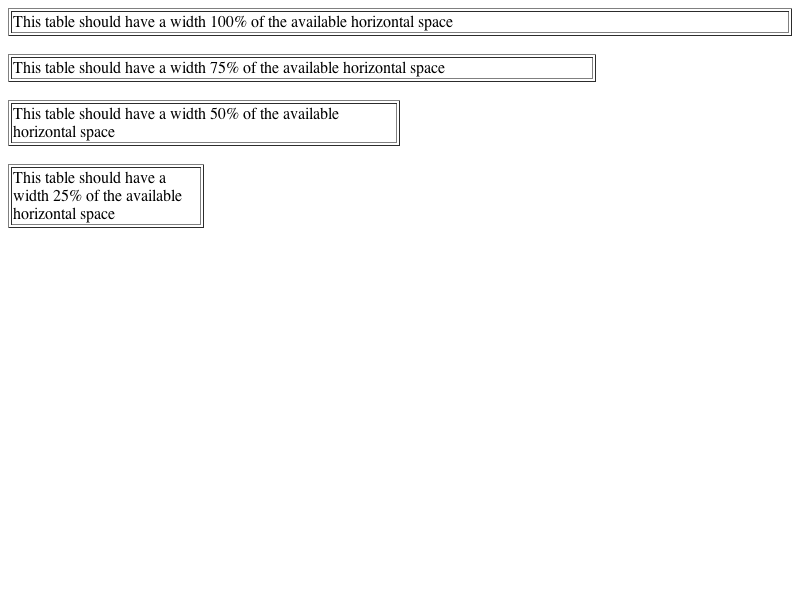 This table should have a width 100% of the available horizontal space
This table should have a width 75% of the available horizontal space
This table should have a width 50% of the available
horizontal space
This table should have a
width 25% of the available
horizontal space